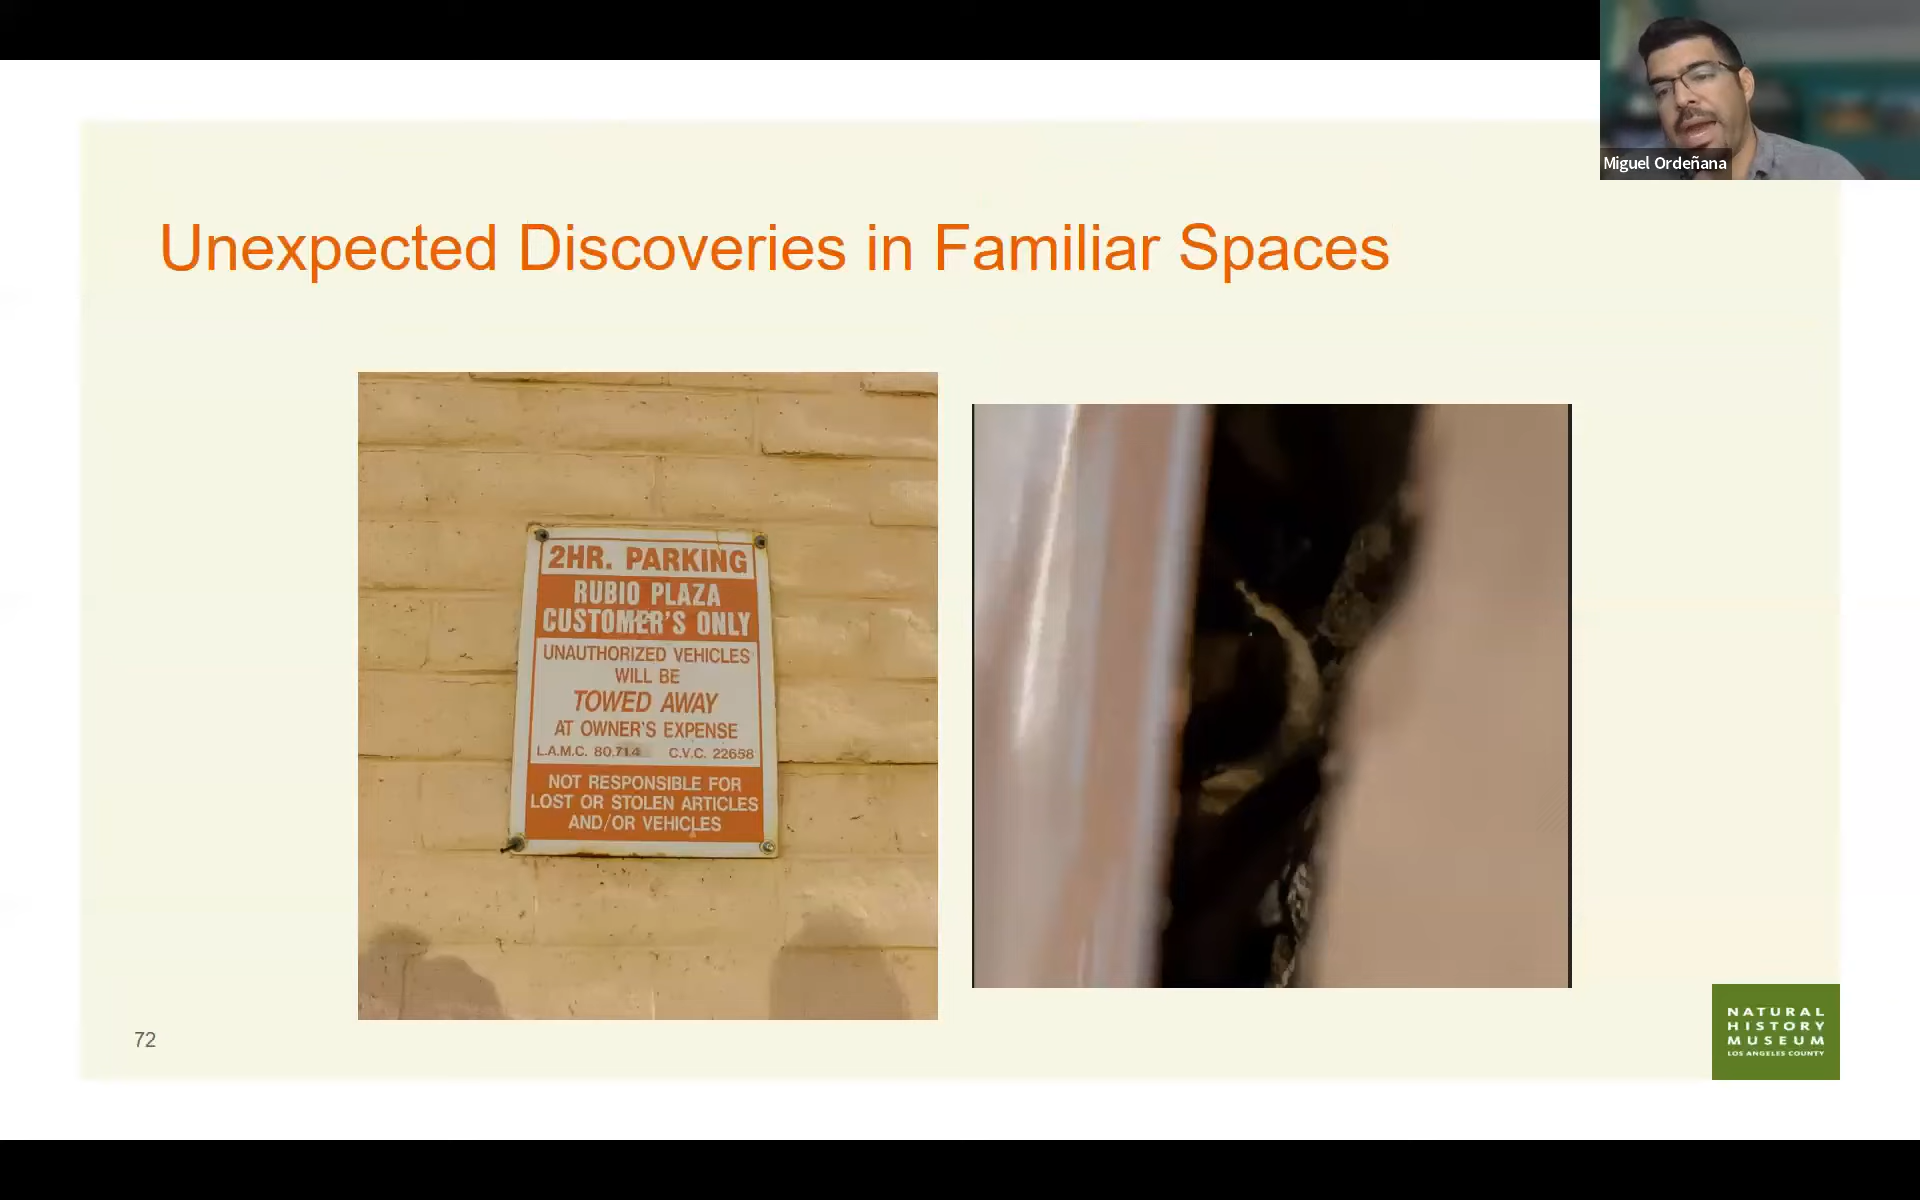 Miguel Ordeñana
Unexpected Discoveries in Familiar Spaces
2HR. PARKING
RUBIO PLAZA
CUSTOMER'S ONLY
UNAUTHORIZED VEHICLES
WILL BE
TOWED AWAY
AT OWNER'S EXPENSE
L.A.M.C. 80.714 C.V.C. 22658
NOT RESPONSIBLE FOR
LOST OR STOLEN ARTICLES
AND/OR VEHICLES
72
NATURAL
HISTORY
MUSEUM
LOS ANGELES COUNTY